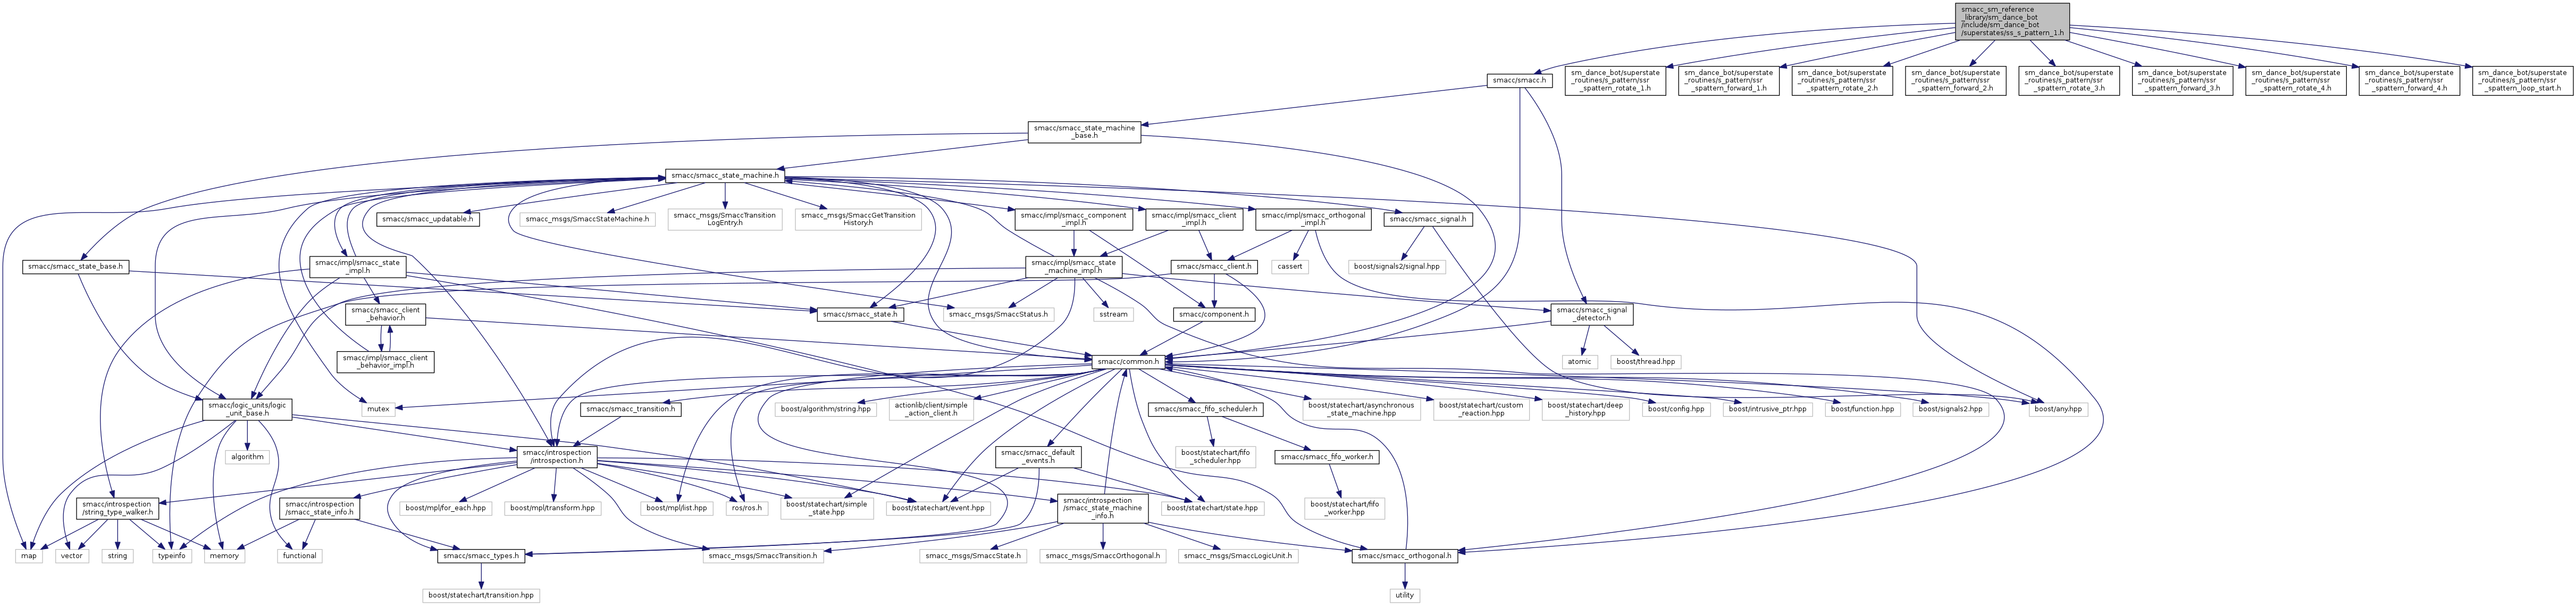 smacc_sm_reference
_library/sm_dance_bot
/include/sm_dance_bot
/superstates/ss_s_pattern_1.h
smacc/smacc.h
sm_dance_bot/superstate
_routines/s_pattern/ssr
_spattern_rotate_1.h
sm_dance_bot/superstate
_routines/s_pattern/ssr
_spattern_forward_1.h
sm_dance_bot/superstate
_routines/s_pattern/ssr
_spattern_rotate_2.h
sm_dance_bot/superstate
_routines/s_pattern/ssr
_spattern_forward_2.h
sm_dance_bot/superstate
_routines/s_pattern/ssr
_spattern_rotate_3.h
sm_dance_bot/superstate
_routines/s_pattern/ssr
_spattern_forward_3.h
sm_dance_bot/superstate
_routines/s_pattern/ssr
_spattern_rotate_4.h
sm_dance_bot/superstate
_routines/s_pattern/ssr
_spattern_forward_4.h
sm_dance_bot/superstate
_routines/s_pattern/ssr
_spattern_loop_start.h
smacc/smacc_state_machine
_base.h
smacc/smacc_state_machine.h
smacc/smacc_updatable.h
smacc_msgs/SmaccStateMachine.h
smacc_msgs/SmaccTransition
LogEntry.h
smacc_msgs/SmaccGetTransition
History.h
smacc/impl/smacc_component
_impl.h
smacc/impl/smacc_client
_impl.h
smacc/impl/smacc_orthogonal
_impl.h
smacc/smacc_signal.h
smacc/smacc_state_base.h
smacc/impl/smacc_state
_impl.h
smacc/impl/smacc_state
_machine_impl.h
smacc/smacc_client.h
cassert
boost/signals2/signal.hpp
smacc/smacc_client
_behavior.h
smacc/smacc_state.h
smacc_msgs/SmaccStatus.h
sstream
smacc/component.h
smacc/smacc_signal
_detector.h
smacc/impl/smacc_client
_behavior_impl.h
smacc/common.h
atomic
boost/thread.hpp
smacc/logic_units/logic
_unit_base.h
mutex
smacc/smacc_transition.h
boost/algorithm/string.hpp
actionlib/client/simple
_action_client.h
smacc/smacc_fifo_scheduler.h
boost/statechart/asynchronous
_state_machine.hpp
boost/statechart/custom
_reaction.hpp
boost/statechart/deep
_history.hpp
boost/config.hpp
boost/intrusive_ptr.hpp
boost/function.hpp
boost/signals2.hpp
boost/any.hpp
algorithm
smacc/introspection
/introspection.h
smacc/smacc_default
_events.h
boost/statechart/fifo
_scheduler.hpp
smacc/smacc_fifo_worker.h
smacc/introspection
/string_type_walker.h
smacc/introspection
/smacc_state_info.h
boost/mpl/for_each.hpp
boost/mpl/transform.hpp
boost/mpl/list.hpp
ros/ros.h
boost/statechart/simple
_state.hpp
boost/statechart/event.hpp
smacc/introspection
/smacc_state_machine
_info.h
boost/statechart/state.hpp
boost/statechart/fifo
_worker.hpp
map
vector
string
typeinfo
memory
functional
smacc/smacc_types.h
smacc_msgs/SmaccTransition.h
smacc_msgs/SmaccState.h
smacc_msgs/SmaccOrthogonal.h
smacc_msgs/SmaccLogicUnit.h
smacc/smacc_orthogonal.h
boost/statechart/transition.hpp
utility